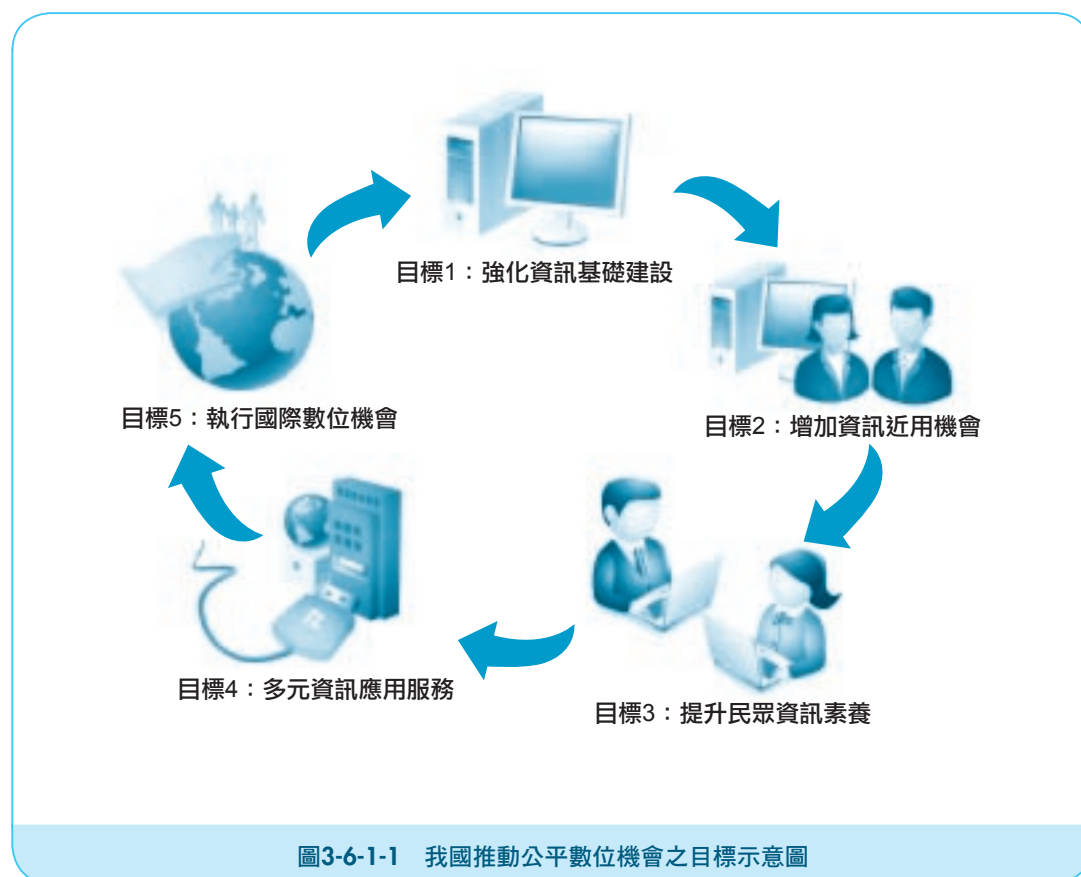 目標1：強化資訊基礎建設
目標2：增加資訊近用機會
目標3：提升民眾資訊素養
目標4：多元資訊應用服務
目標5：執行國際數位機會
圖3-6-1-1 我國推動公平數位機會之目標示意圖